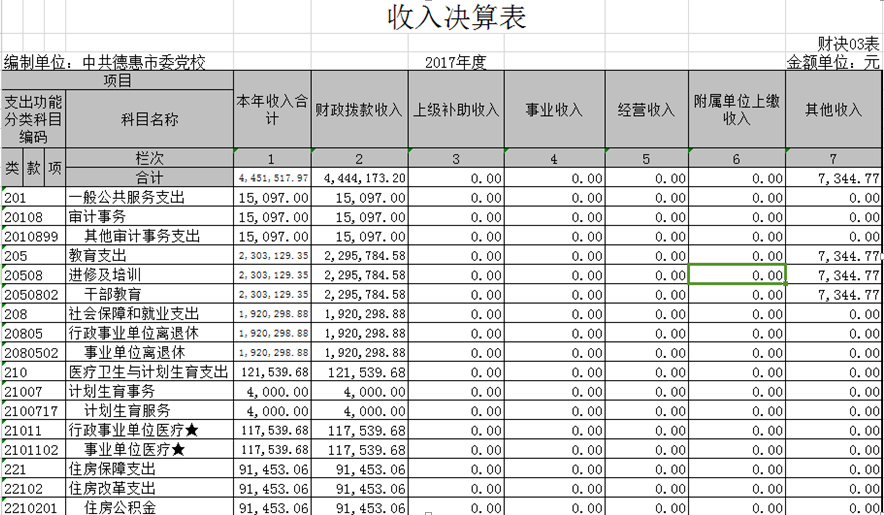 收入决算表
财决03表
编制单位：中共德惠市委党校 2017年度 金额单位：元
项目 本年收入合计 财政拨款收入 上级补助收入 事业收入 经营收入 附属单位上缴收入 其他收入
支出功能分类科目编码 科目名称
类 款 项 栏次 1 2 3 4 5 6 7
合计 4,451,517.97 4,444,173.20 0.00 0.00 0.00 0.00 7,344.77
201 一般公共服务支出 15,097.00 15,097.00 0.00 0.00 0.00 0.00 0.00
20108 审计事务 15,097.00 15,097.00 0.00 0.00 0.00 0.00 0.00
2010899 其他审计事务支出 15,097.00 15,097.00 0.00 0.00 0.00 0.00 0.00
205 教育支出 2,303,129.35 2,295,784.58 0.00 0.00 0.00 0.00 7,344.77
20508 进修及培训 2,303,129.35 2,295,784.58 0.00 0.00 0.00 0.00 7,344.77
2050802 干部教育 2,303,129.35 2,295,784.58 0.00 0.00 0.00 0.00 7,344.77
208 社会保障和就业支出 1,920,298.88 1,920,298.88 0.00 0.00 0.00 0.00 0.00
20805 行政事业单位离退休 1,920,298.88 1,920,298.88 0.00 0.00 0.00 0.00 0.00
2080502 事业单位离退休 1,920,298.88 1,920,298.88 0.00 0.00 0.00 0.00 0.00
210 医疗卫生与计划生育支出 121,539.68 121,539.68 0.00 0.00 0.00 0.00 0.00
21007 计划生育事务 4,000.00 4,000.00 0.00 0.00 0.00 0.00 0.00
2100717 计划生育服务 4,000.00 4,000.00 0.00 0.00 0.00 0.00 0.00
21011 行政事业单位医疗★ 117,539.68 117,539.68 0.00 0.00 0.00 0.00 0.00
2101102 事业单位医疗★ 117,539.68 117,539.68 0.00 0.00 0.00 0.00 0.00
221 住房保障支出 91,453.06 91,453.06 0.00 0.00 0.00 0.00 0.00
22102 住房改革支出 91,453.06 91,453.06 0.00 0.00 0.00 0.00 0.00
2210201 住房公积金 91,453.06 91,453.06 0.00 0.00 0.00 0.00 0.00